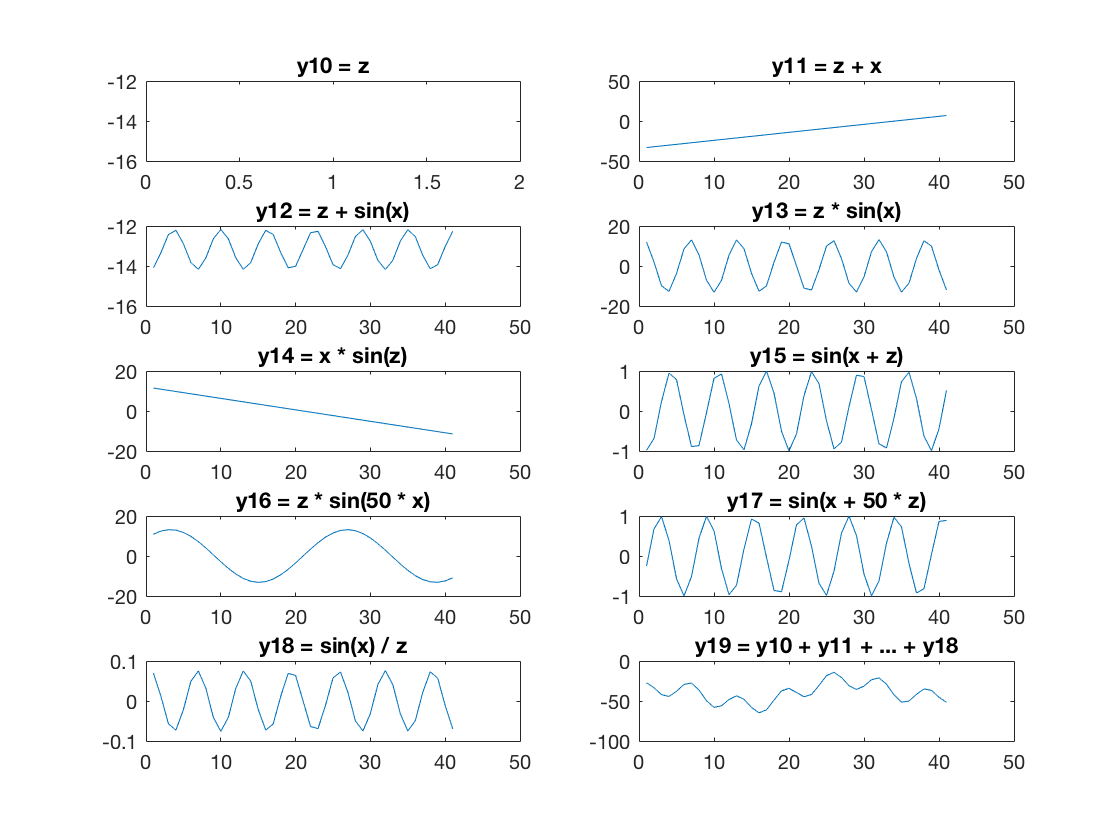 y10 = z
-12
-14
-16
0 0.5 1 1.5 2
y11 = z + x
50
0
-50
0 10 20 30 40 50
y12 = z + sin(x)
-12
-14
-16
0 10 20 30 40 50
y13 = z * sin(x)
20
0
-20
0 10 20 30 40 50
y14 = x * sin(z)
20
0
-20
0 10 20 30 40 50
y15 = sin(x + z)
1
0
-1
0 10 20 30 40 50
y16 = z * sin(50 * x)
20
0
-20
0 10 20 30 40 50
y17 = sin(x + 50 * z)
1
0
-1
0 10 20 30 40 50
y18 = sin(x) / z
0.1
0
-0.1
0 10 20 30 40 50
y19 = y10 + y11 + ... + y18
0
-50
-100
0 10 20 30 40 50